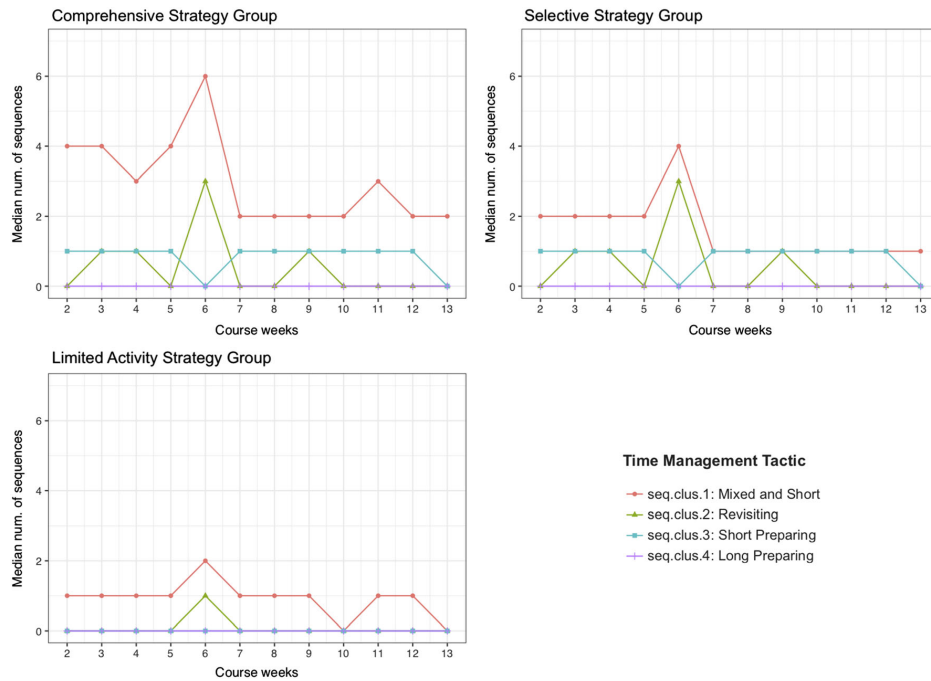 Comprehensive Strategy Group
Median num. of sequences
6
4
2
0
2 3 4 5 6 7 8 9 10 11 12 13
Course weeks
Selective Strategy Group
Median num. of sequences
6
4
2
0
2 3 4 5 6 7 8 9 10 11 12 13
Course weeks
Limited Activity Strategy Group
Median num. of sequences
6
4
2
0
2 3 4 5 6 7 8 9 10 11 12 13
Course weeks
Time Management Tactic
seq.clus.1: Mixed and Short
seq.clus.2: Revisiting
seq.clus.3: Short Preparing
seq.clus.4: Long Preparing